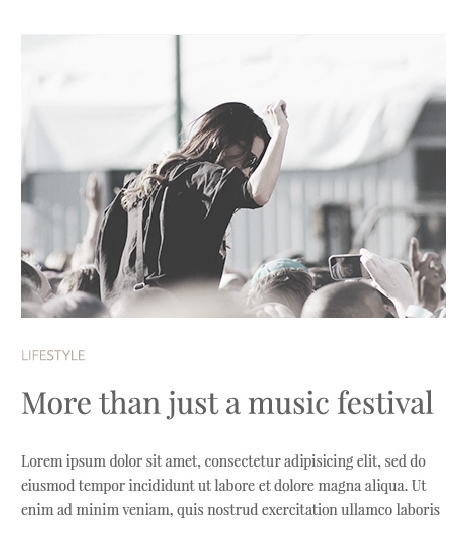 LIFESTYLE
More than just a music festival
Lorem ipsum dolor sit amet, consectetur adipisicing elit, sed do
eiusmod tempor incididunt ut labore et dolore magna aliqua. Ut
enim ad minim veniam, quis nostrud exercitation ullamco laboris